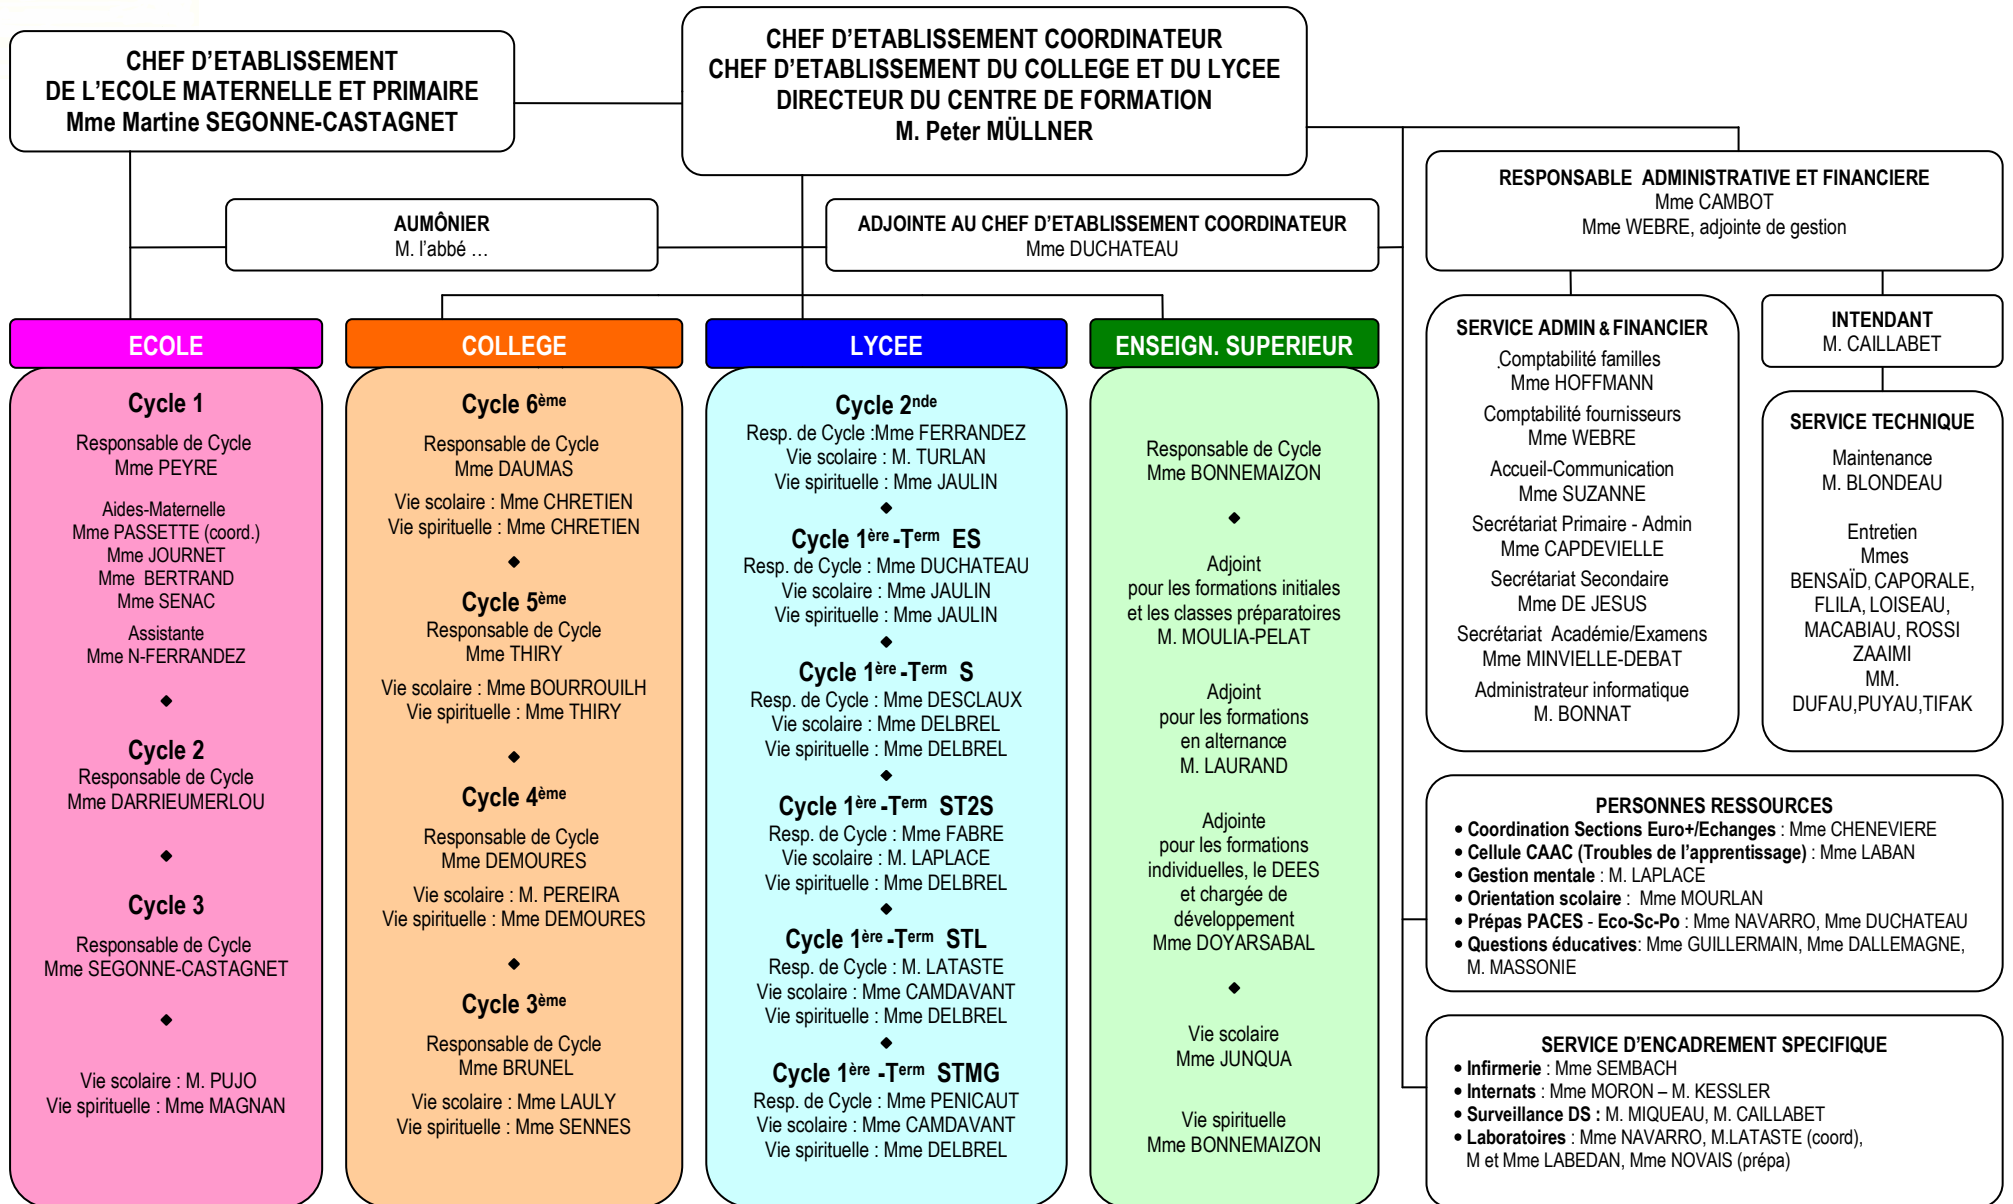 CHEF D'ETABLISSEMENT
DE L'ECOLE MATERNELLE ET PRIMAIRE
Mme Martine SEGONNE-CASTAGNET
CHEF D'ETABLISSEMENT COORDINATEUR
CHEF D'ETABLISSEMENT DU COLLEGE ET DU LYCEE
DIRECTEUR DU CENTRE DE FORMATION
M. Peter MÜLLNER
AUMÔNIER
M. l'abbé …
ADJOINTE AU CHEF D'ETABLISSEMENT COORDINATEUR
Mme DUCHATEAU
RESPONSABLE ADMINISTRATIVE ET FINANCIERE
Mme CAMBOT
Mme WEBRE, adjointe de gestion
ECOLE
Cycle 1
Responsable de Cycle
Mme PEYRE
Aides-Maternelle
Mme PASSETTE (coord.)
Mme JOURNET
Mme BERTRAND
Mme SENAC
Assistante
Mme N-FERRANDEZ
◆
Cycle 2
Responsable de Cycle
Mme DARRIEUMERLOU
◆
Cycle 3
Responsable de Cycle
Mme SEGONNE-CASTAGNET
◆
Vie scolaire : M. PUJO
Vie spirituelle : Mme MAGNAN
COLLEGE
Cycle 6ème
Responsable de Cycle
Mme DAUMAS
Vie scolaire : Mme CHRETIEN
Vie spirituelle : Mme CHRETIEN
◆
Cycle 5ème
Responsable de Cycle
Mme THIRY
Vie scolaire : Mme BOURROUILH
Vie spirituelle : Mme THIRY
◆
Cycle 4ème
Responsable de Cycle
Mme DEMOURES
Vie scolaire : M. PEREIRA
Vie spirituelle : Mme DEMOURES
◆
Cycle 3ème
Responsable de Cycle
Mme BRUNEL
Vie scolaire : Mme LAULY
Vie spirituelle : Mme SENNES
LYCEE
Cycle 2nde
Resp. de Cycle :Mme FERRANDEZ
Vie scolaire : M. TURLAN
Vie spirituelle : Mme JAULIN
◆
Cycle 1ère -Term ES
Resp. de Cycle : Mme DUCHATEAU
Vie scolaire : Mme JAULIN
Vie spirituelle : Mme JAULIN
◆
Cycle 1ère -Term S
Resp. de Cycle : Mme DESCLAUX
Vie scolaire : Mme DELBREL
Vie spirituelle : Mme DELBREL
◆
Cycle 1ère -Term ST2S
Resp. de Cycle : Mme FABRE
Vie scolaire : M. LAPLACE
Vie spirituelle : Mme DELBREL
◆
Cycle 1ère -Term STL
Resp. de Cycle : M. LATASTE
Vie scolaire : Mme CAMDAVANT
Vie spirituelle : Mme DELBREL
◆
Cycle 1ère -Term STMG
Resp. de Cycle : Mme PENICAUT
Vie scolaire : Mme CAMDAVANT
Vie spirituelle : Mme DELBREL
ENSEIGN. SUPERIEUR
Responsable de Cycle
Mme BONNEMAIZON
◆
Adjoint
pour les formations initiales
et les classes préparatoires
M. MOULIA-PELAT
Adjoint
pour les formations
en alternance
M. LAURAND
Adjointe
pour les formations
individuelles, le DEES
et chargée de
développement
Mme DOYARSABAL
◆
Vie scolaire
Mme JUNQUA
Vie spirituelle
Mme BONNEMAIZON
SERVICE ADMIN & FINANCIER
Comptabilité familles
Mme HOFFMANN
Comptabilité fournisseurs
Mme WEBRE
Accueil-Communication
Mme SUZANNE
Secrétariat Primaire - Admin
Mme CAPDEVIELLE
Secrétariat Secondaire
Mme DE JESUS
Secrétariat Académie/Examens
Mme MINVIELLE-DEBAT
Administrateur informatique
M. BONNAT
INTENDANT
M. CAILLABET
SERVICE TECHNIQUE
Maintenance
M. BLONDEAU
Entretien
Mmes
BENSAÏD, CAPORALE,
FLILA, LOISEAU,
MACABIAU, ROSSI
ZAAIMI
MM.
DUFAU,PUYAU,TIFAK
PERSONNES RESSOURCES
• Coordination Sections Euro+/Echanges : Mme CHENEVIERE
• Cellule CAAC (Troubles de l'apprentissage) : Mme LABAN
• Gestion mentale : M. LAPLACE
• Orientation scolaire : Mme MOURLAN
• Prépas PACES - Eco-Sc-Po : Mme NAVARRO, Mme DUCHATEAU
• Questions éducatives: Mme GUILLERMAIN, Mme DALLEMAGNE,
M. MASSONIE
SERVICE D'ENCADREMENT SPECIFIQUE
• Infirmerie : Mme SEMBACH
• Internats : Mme MORON – M. KESSLER
• Surveillance DS : M. MIQUEAU, M. CAILLABET
• Laboratoires : Mme NAVARRO, M.LATASTE (coord),
M et Mme LABEDAN, Mme NOVAIS (prépa)